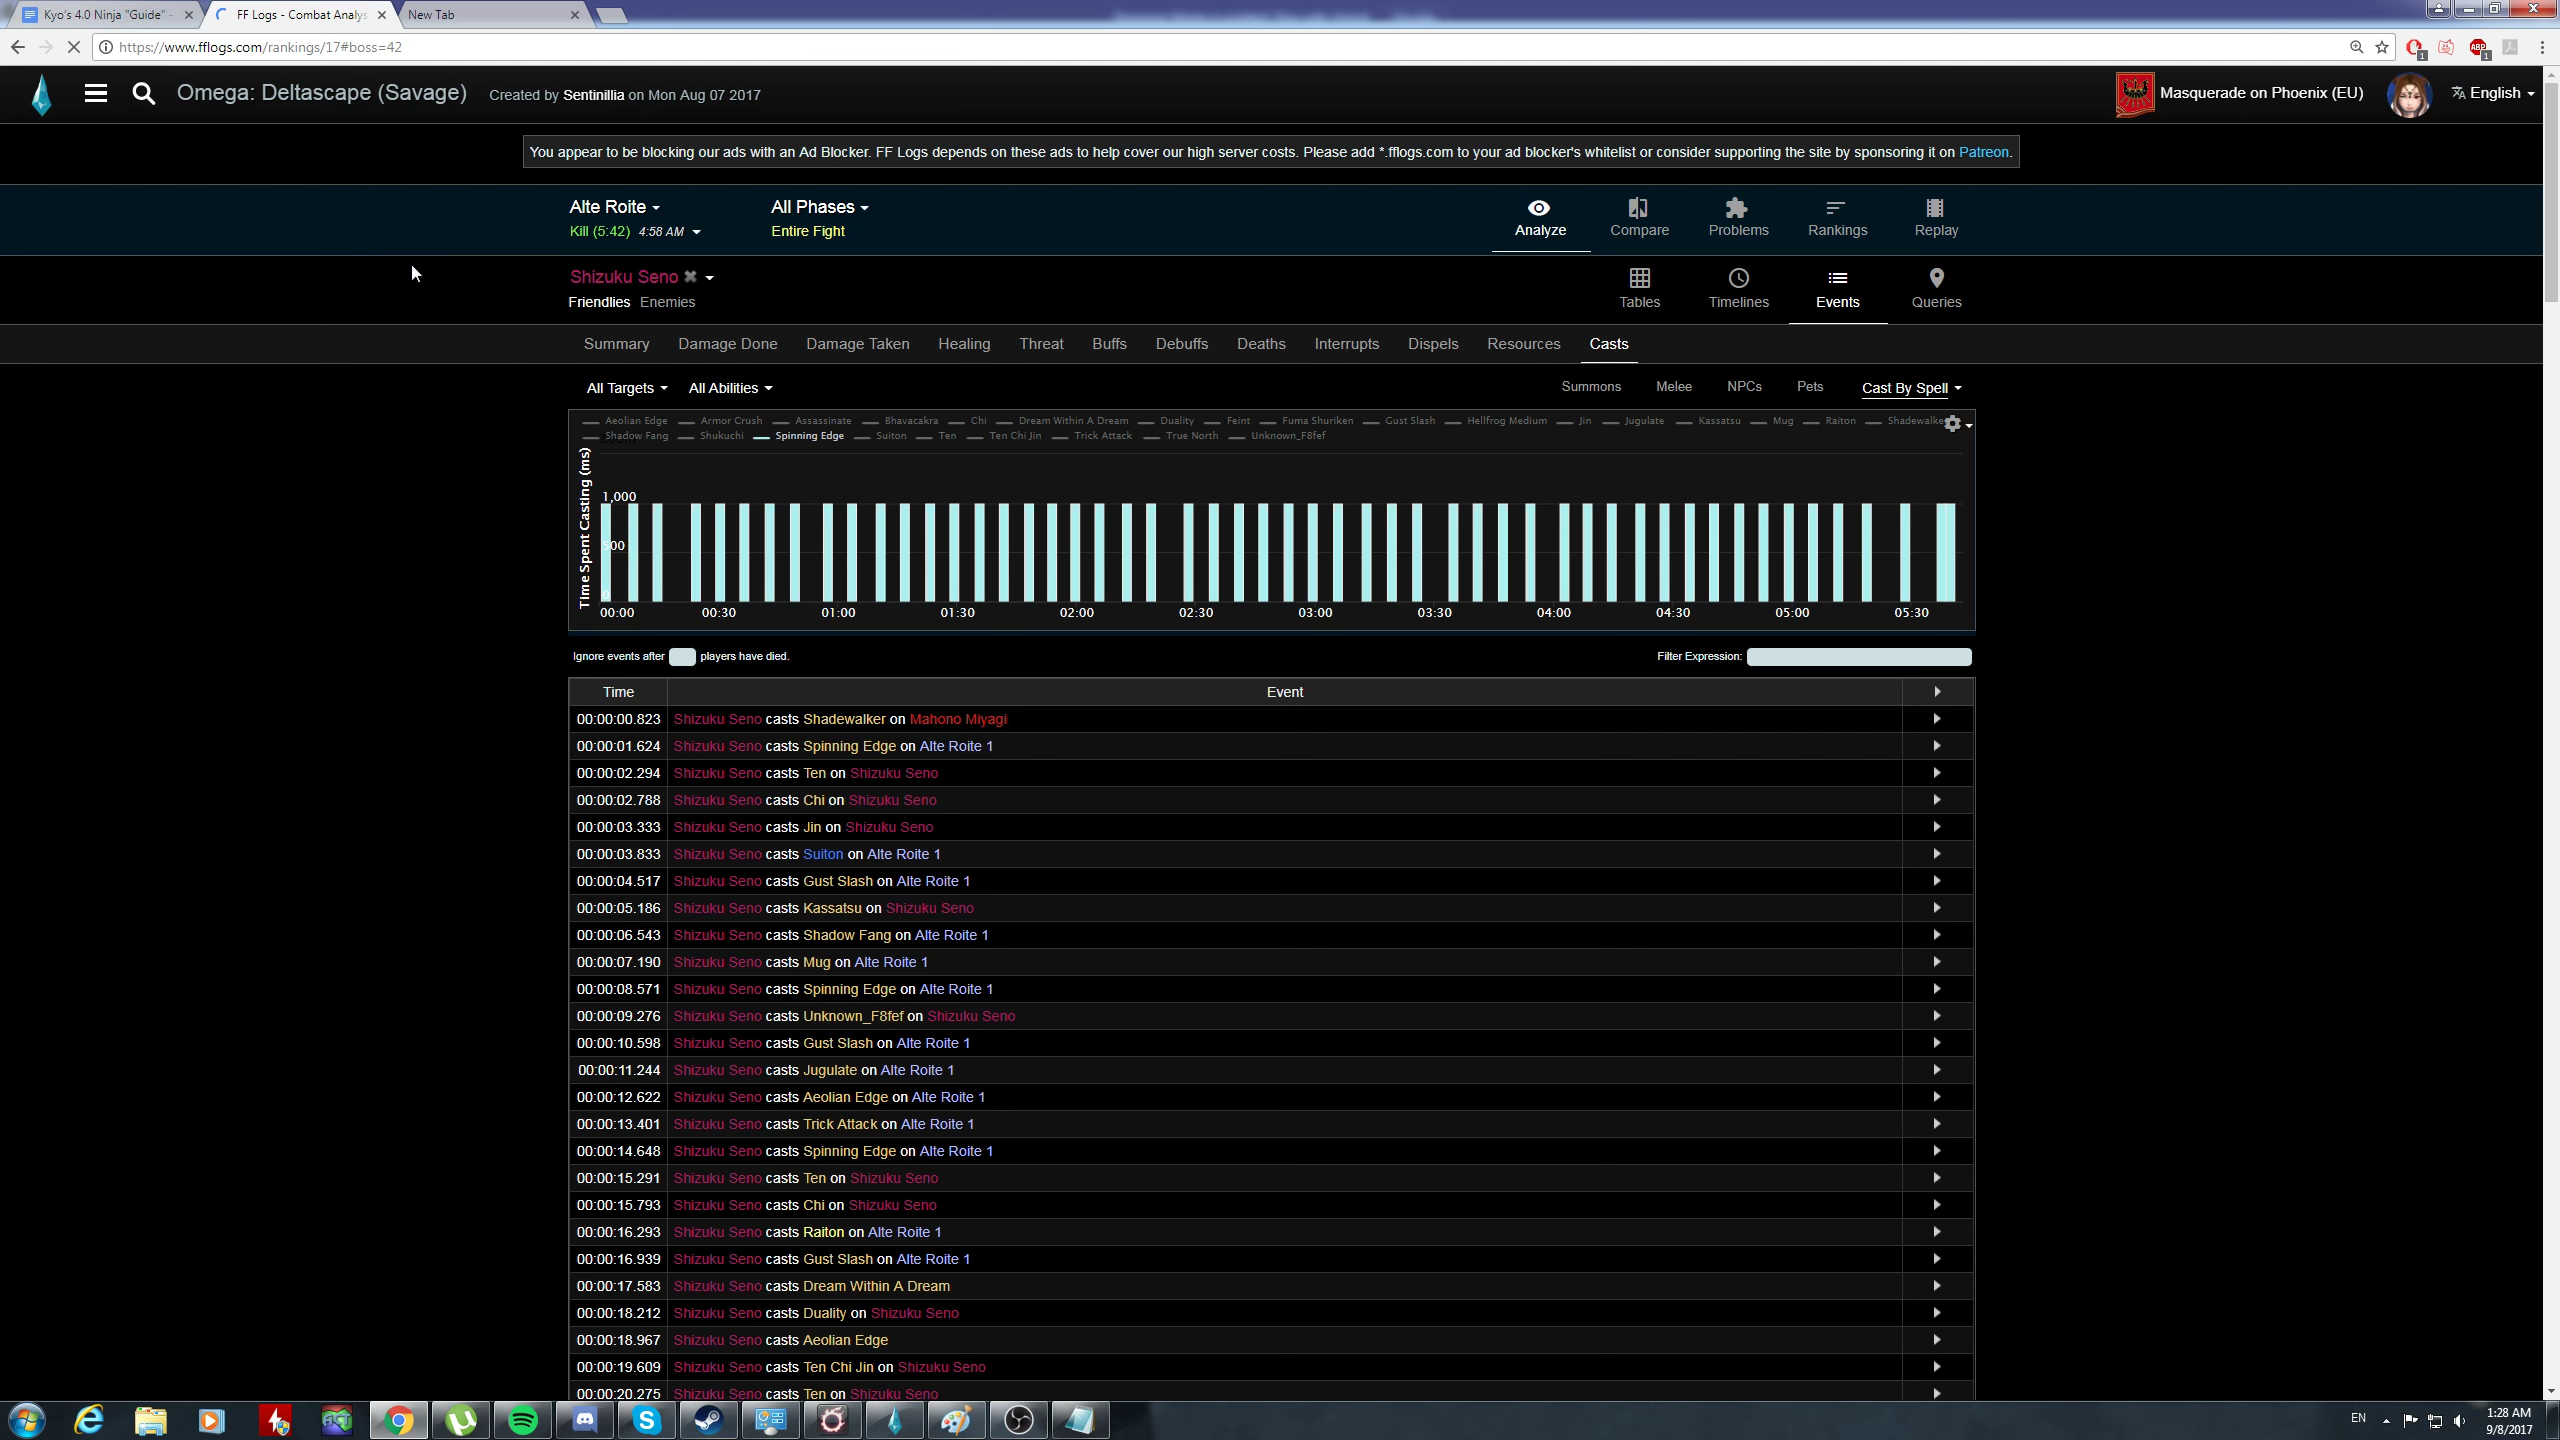 Kyo's 4.0 Ninja "Guide" -
FF Logs - Combat Analys
New Tab
https://www.fflogs.com/rankings/17#boss=42
Omega: Deltascape (Savage)
Created by Sentinillia on Mon Aug 07 2017
Masquerade on Phoenix (EU)
English
You appear to be blocking our ads with an Ad Blocker. FF Logs depends on these ads to help cover our high server costs. Please add *.fflogs.com to your ad blocker's whitelist or consider supporting the site by sponsoring it on Patreon.
Alte Roite
Kill (5:42) 4:58 AM
All Phases
Entire Fight
Analyze Compare Problems Rankings Replay
Shizuku Seno
Friendlies Enemies
Tables Timelines Events Queries
Summary Damage Done Damage Taken Healing Threat Buffs Debuffs Deaths Interrupts Dispels Resources Casts
All Targets All Abilities
Summons Melee NPCs Pets Cast By Spell
Aeolian Edge Armor Crush Assassinate Bhavacakra Chi Dream Within A Dream Duality Feint Fuma Shuriken Gust Slash Hellfrog Medium Jin Jugulate Kassatsu Mug Raiton Shadewalke
Shadow Fang Shukuchi Spinning Edge Suiton Ten Ten Chi Jin Trick Attack True North Unknown_F8fef
Time Spent Casting (ms)
1,000
500
0
00:00 00:30 01:00 01:30 02:00 02:30 03:00 03:30 04:00 04:30 05:00 05:30
Ignore events after players have died.
Filter Expression:
Time Event
00:00:00.823 Shizuku Seno casts Shadewalker on Mahono Miyagi
00:00:01.624 Shizuku Seno casts Spinning Edge on Alte Roite 1
00:00:02.294 Shizuku Seno casts Ten on Shizuku Seno
00:00:02.788 Shizuku Seno casts Chi on Shizuku Seno
00:00:03.333 Shizuku Seno casts Jin on Shizuku Seno
00:00:03.833 Shizuku Seno casts Suiton on Alte Roite 1
00:00:04.517 Shizuku Seno casts Gust Slash on Alte Roite 1
00:00:05.186 Shizuku Seno casts Kassatsu on Shizuku Seno
00:00:06.543 Shizuku Seno casts Shadow Fang on Alte Roite 1
00:00:07.190 Shizuku Seno casts Mug on Alte Roite 1
00:00:08.571 Shizuku Seno casts Spinning Edge on Alte Roite 1
00:00:09.276 Shizuku Seno casts Unknown_F8fef on Shizuku Seno
00:00:10.598 Shizuku Seno casts Gust Slash on Alte Roite 1
00:00:11.244 Shizuku Seno casts Jugulate on Alte Roite 1
00:00:12.622 Shizuku Seno casts Aeolian Edge on Alte Roite 1
00:00:13.401 Shizuku Seno casts Trick Attack on Alte Roite 1
00:00:14.648 Shizuku Seno casts Spinning Edge on Alte Roite 1
00:00:15.291 Shizuku Seno casts Ten on Shizuku Seno
00:00:15.793 Shizuku Seno casts Chi on Shizuku Seno
00:00:16.293 Shizuku Seno casts Raiton on Alte Roite 1
00:00:16.939 Shizuku Seno casts Gust Slash on Alte Roite 1
00:00:17.583 Shizuku Seno casts Dream Within A Dream
00:00:18.212 Shizuku Seno casts Duality on Shizuku Seno
00:00:18.967 Shizuku Seno casts Aeolian Edge
00:00:19.609 Shizuku Seno casts Ten Chi Jin on Shizuku Seno
00:00:20.275 Shizuku Seno casts Ten on Shizuku Seno
EN
1:28 AM
9/8/2017